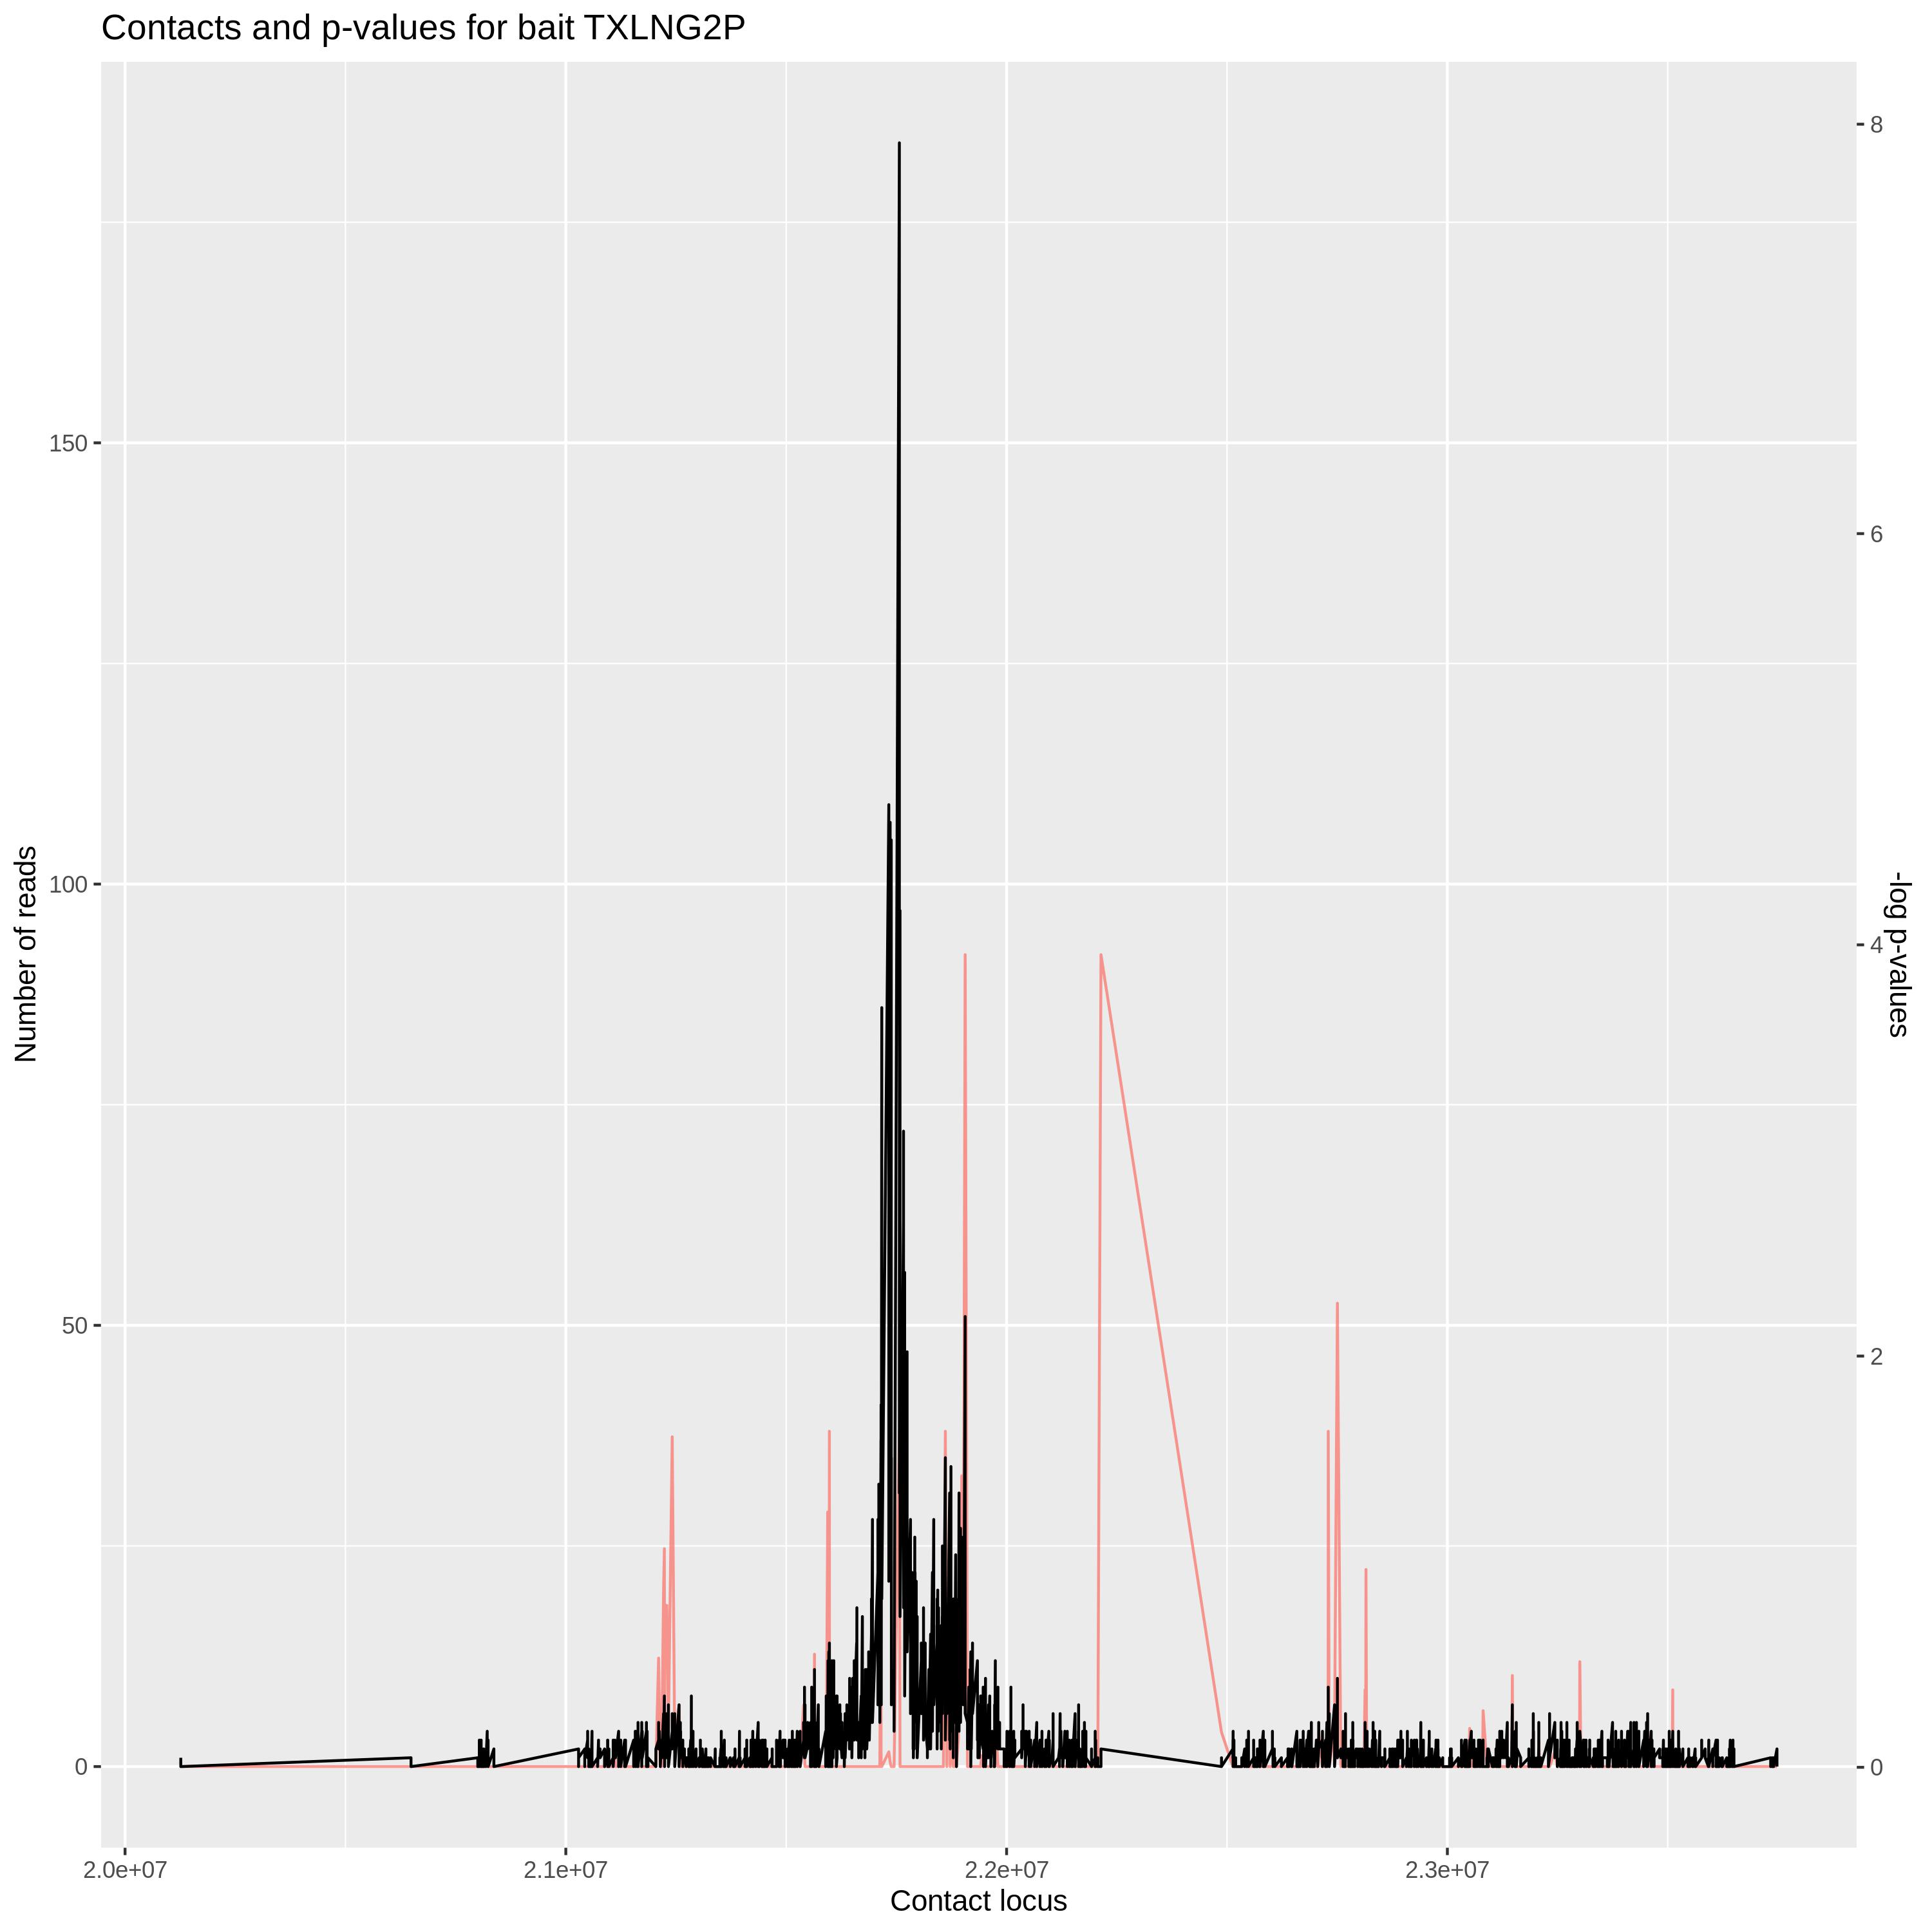 Contacts and p-values for bait TXLNG2P
8
150
6
Number of reads
100
-log p-values
4
50
2
0
0
2.0e+07 2.1e+07 2.2e+07 2.3e+07
Contact locus